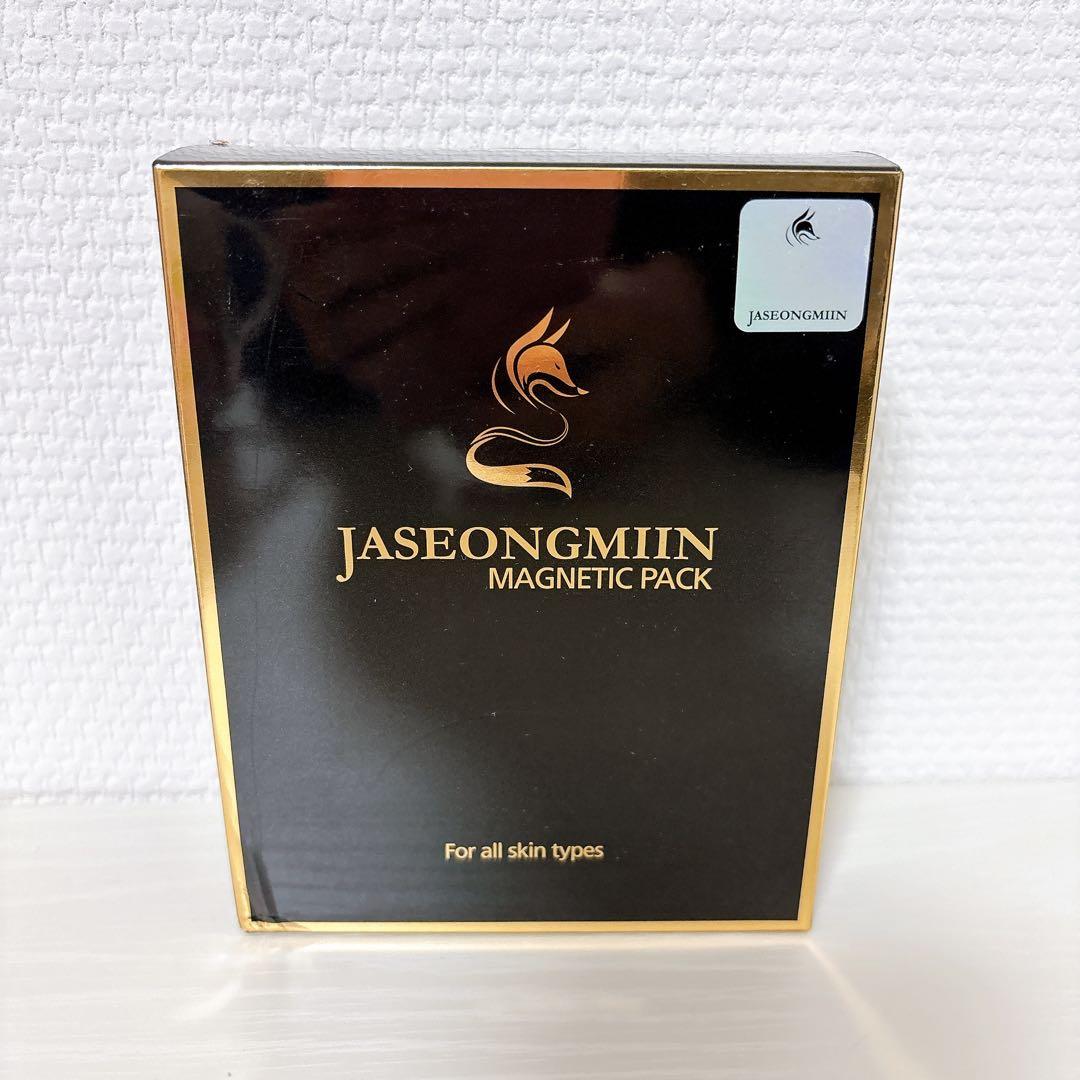 JASEONGMIIN
JASEONGMIIN
MAGNETIC PACK
For all skin types